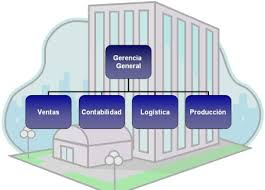 Gerencia
General
Ventas
Contabilidad
Logística
Producción